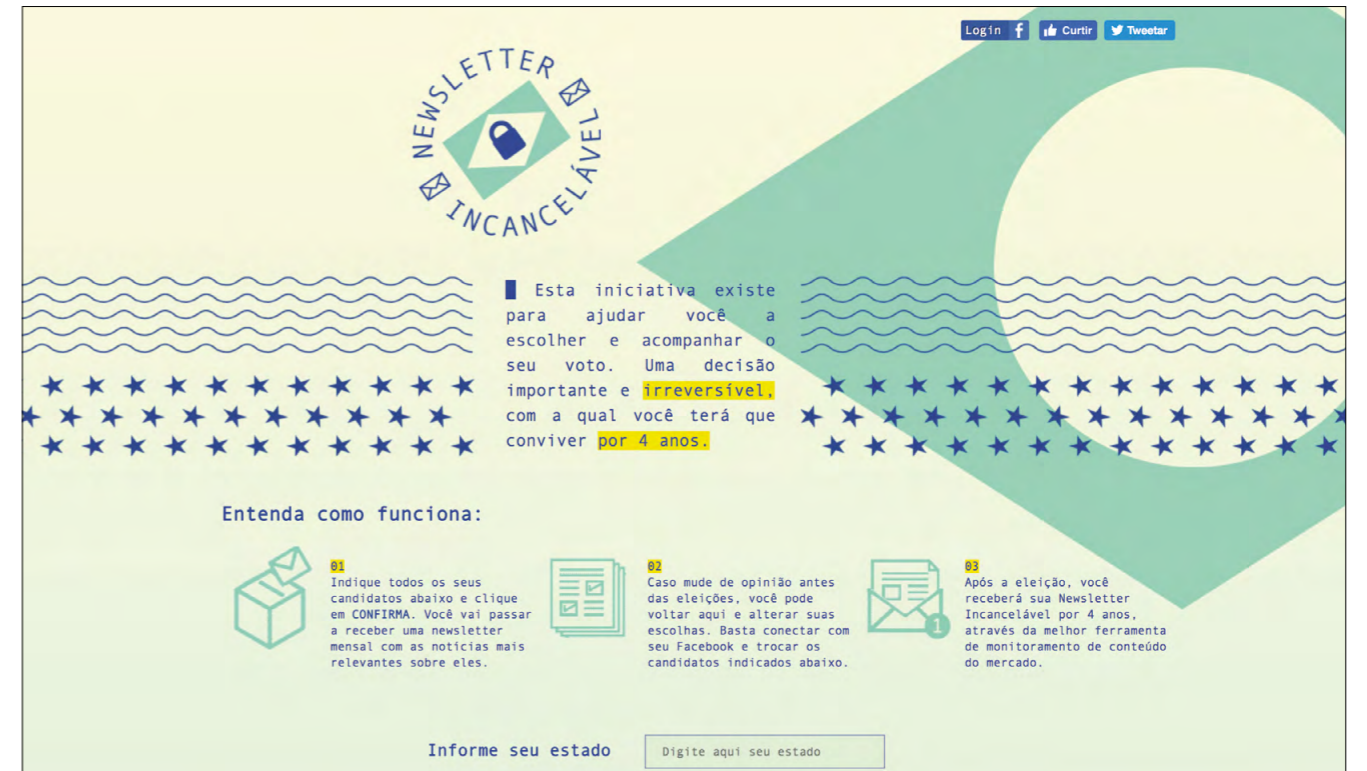 Login f Curtir Tweetar
NEWSLETTER
INCANCELÁVEL
Esta iniciativa existe
para ajudar você a
escolher e acompanhar o
seu voto. Uma decisão
importante e irreversível,
com a qual você terá que
conviver por 4 anos.
Entenda como funciona:
01
Indique todos os seus
candidatos abaixo e clique
em CONFIRMA. Você vai passar
a receber uma newsletter
mensal com as notícias mais
relevantes sobre eles.
02
Caso mude de opinião antes
das eleições, você pode
voltar aqui e alterar suas
escolhas. Basta conectar com
seu Facebook e trocar os
candidatos indicados abaixo.
1
03
Após a eleição, você
receberá sua Newsletter
Incancelável por 4 anos,
através da melhor ferramenta
de monitoramento de conteúdo
do mercado.
Informe seu estado
Digite aqui seu estado